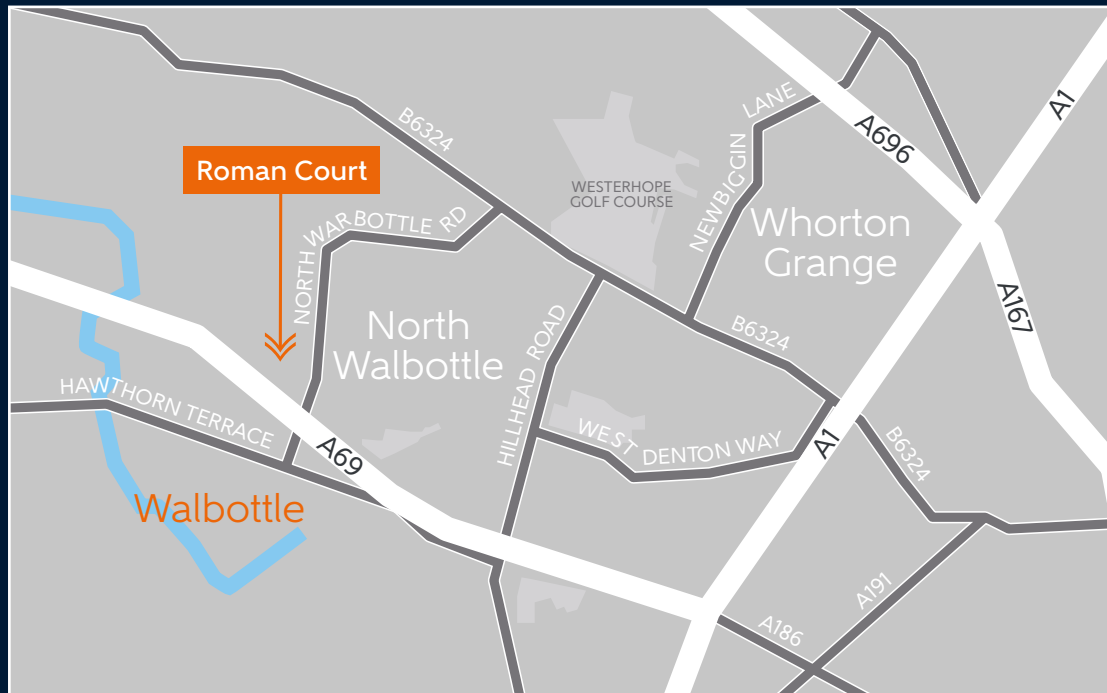 B6324
LANE
A1
A696
Roman Court
WESTERHOPE
GOLF COURSE
NEWBIGGIN
NORTH WARBOTTLE RD
Whorton
Grange
A167
North
Walbottle
B6324
HILLHEAD ROAD
HAWTHORN TERRACE
WEST DENTON WAY
A1
B6324
A69
Walbottle
A191
A186